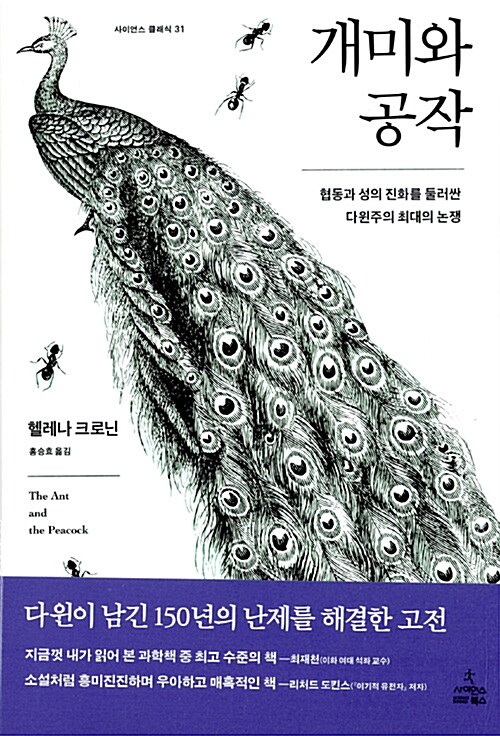 사이언스 클래식 31
개미와
공작
협동과 성의 진화를 둘러싼
다윈주의 최대의 논쟁
헬레나 크로닌
홍승효 옮김
The Ant
and
the Peacock
다윈이 남긴 150년의 난제를 해결한 고전
지금껏 내가 읽어 본 과학책 중 최고 수준의 책 —최재천(이화 여대 석좌 교수)
소설처럼 흥미진진하며 우아하고 매혹적인 책 —리처드 도킨스(『이기적 유전자』 저자)
사이언스
북스